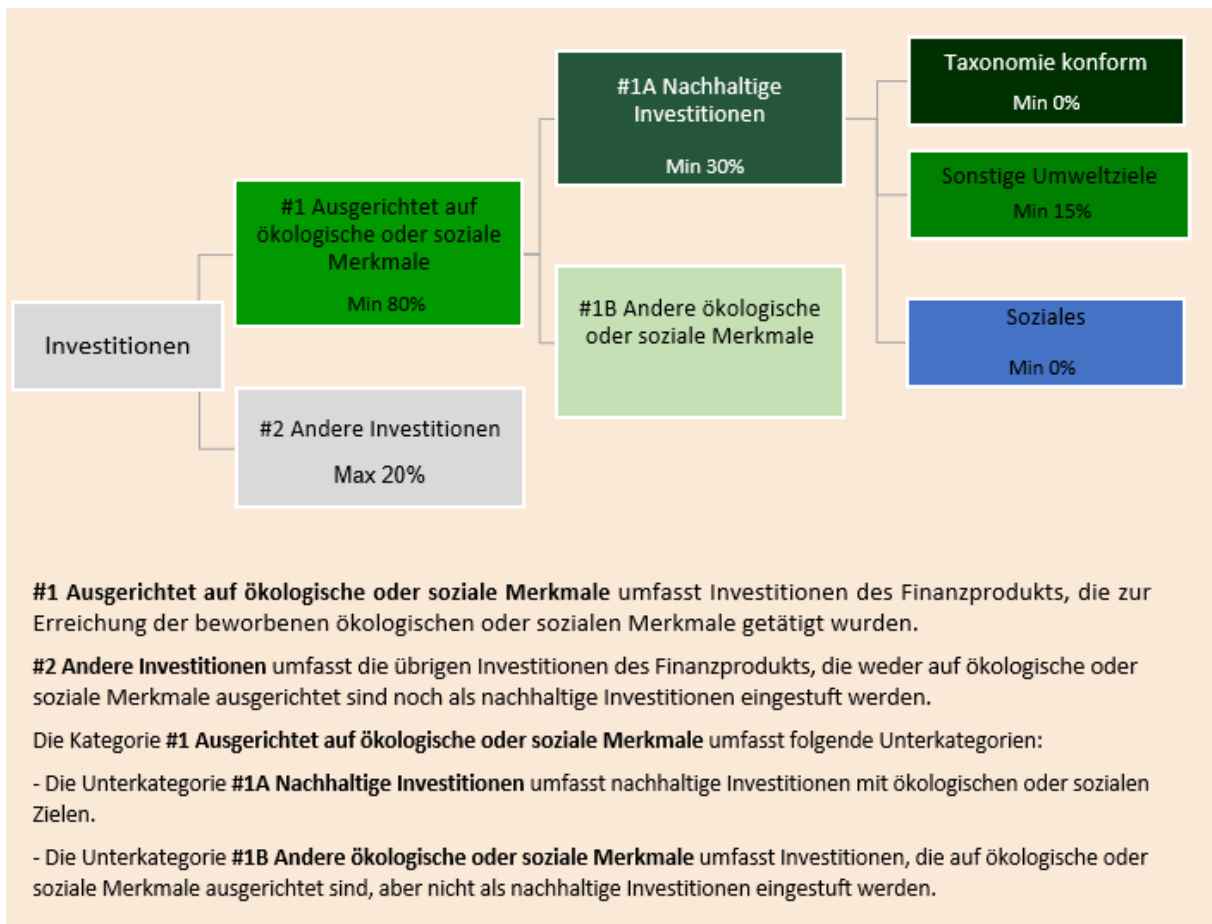 Investitionen
#1 Ausgerichtet auf
ökologische oder soziale
Merkmale
Min 80%
#2 Andere Investitionen
Max 20%
#1A Nachhaltige
Investitionen
Min 30%
#1B Andere ökologische
oder soziale Merkmale
Taxonomie konform
Min 0%
Sonstige Umweltziele
Min 15%
Soziales
Min 0%
#1 Ausgerichtet auf ökologische oder soziale Merkmale umfasst Investitionen des Finanzprodukts, die zur
Erreichung der beworbenen ökologischen oder sozialen Merkmale getätigt wurden.
#2 Andere Investitionen umfasst die übrigen Investitionen des Finanzprodukts, die weder auf ökologische oder
soziale Merkmale ausgerichtet sind noch als nachhaltige Investitionen eingestuft werden.
Die Kategorie #1 Ausgerichtet auf ökologische oder soziale Merkmale umfasst folgende Unterkategorien:
- Die Unterkategorie #1A Nachhaltige Investitionen umfasst nachhaltige Investitionen mit ökologischen oder sozialen
Zielen.
- Die Unterkategorie #1B Andere ökologische oder soziale Merkmale umfasst Investitionen, die auf ökologische oder
soziale Merkmale ausgerichtet sind, aber nicht als nachhaltige Investitionen eingestuft werden.